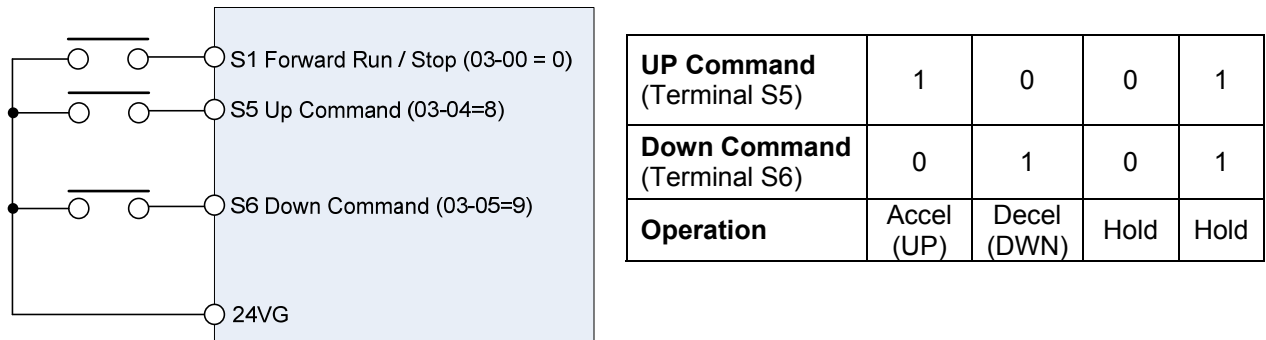 S1 Forward Run / Stop (03-00 = 0)
S5 Up Command (03-04=8)
S6 Down Command (03-05=9)
24VG
UP Command
(Terminal S5)
1 0 0 1
Down Command
(Terminal S6)
0 1 0 1
Operation
Accel
(UP)
Decel
(DWN)
Hold Hold